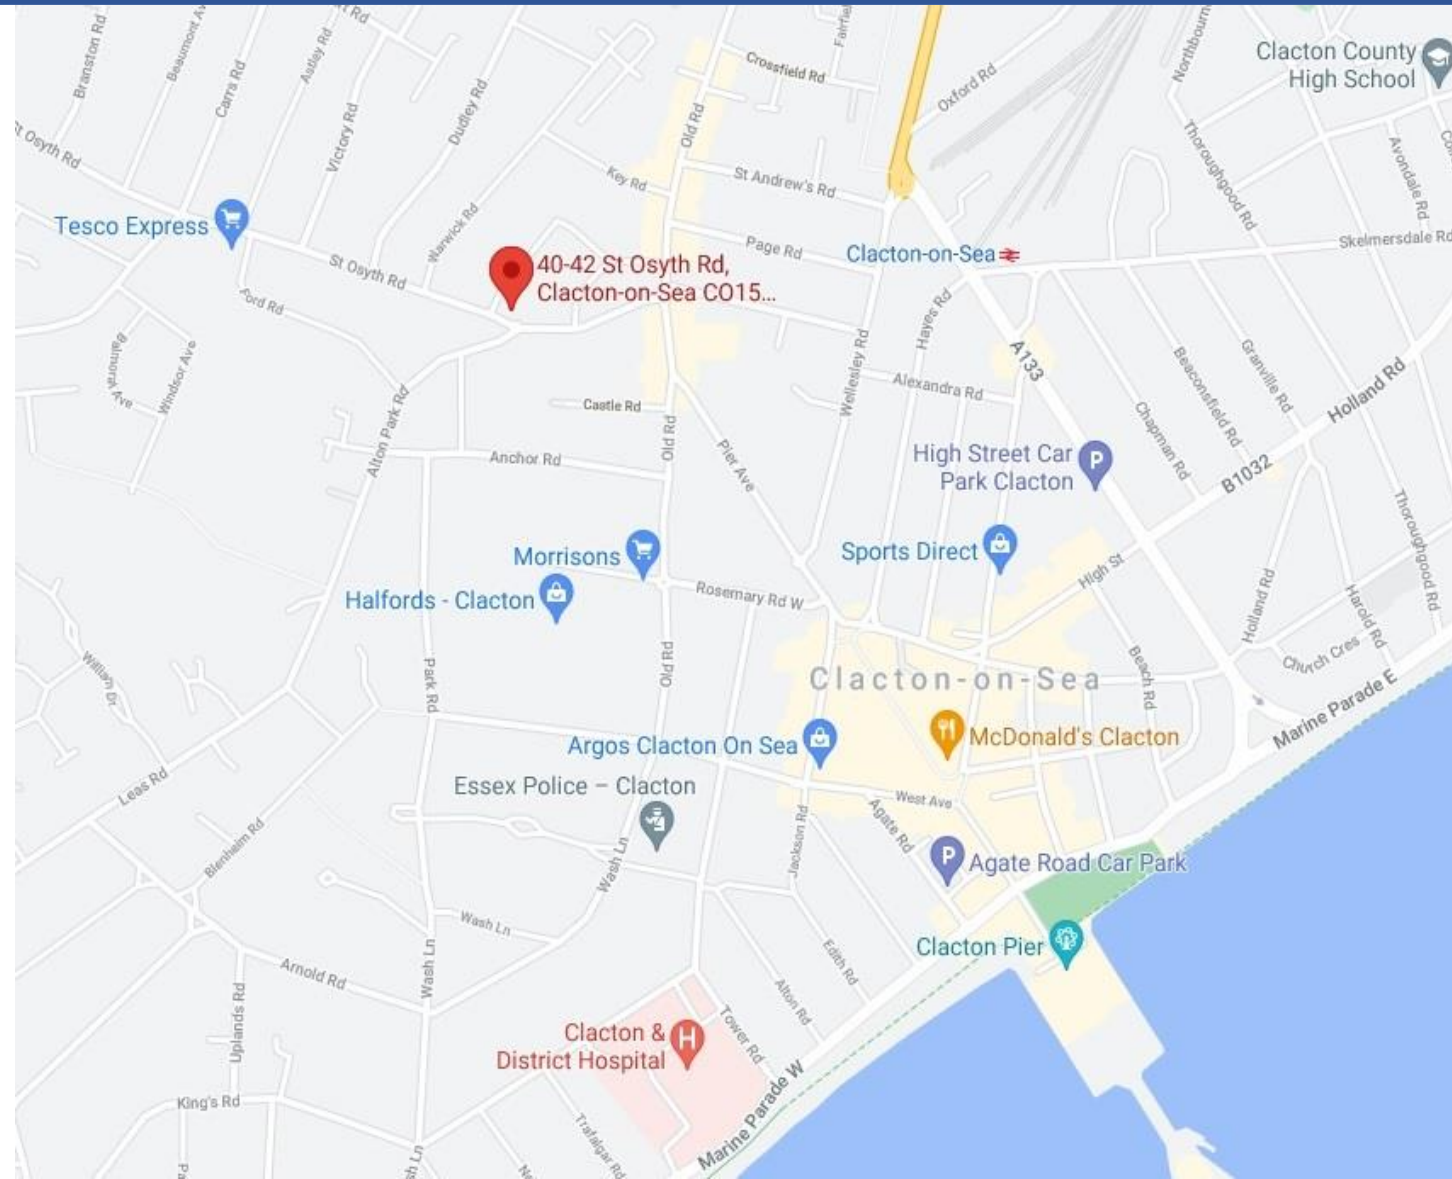 Branston Rd
Beaumont Av
Carrs Rd
Astley Rd
Victory Rd
Dudley Rd
Old Rd
Crossfield Rd
Oxford Rd
Clacton County
High School
St Osyth Rd
Key Rd
St Andrew's Rd
Thoroughgood Rd
Avondale Rd
Tesco Express
Warwick Rd
St Osyth Rd
Page Rd
Clacton-on-Sea
Skelmersdale Rd
40-42 St Osyth Rd,
Clacton-on-Sea CO15...
Ford Rd
Balmoral Ave
Windsor Ave
Hayes Rd
A133
Wellesley Rd
Alexandra Rd
Beaconsfield Rd
Granville Rd
Holland Rd
Castle Rd
Alton Park Rd
Old Rd
Pier Ave
Chapman Rd
Anchor Rd
High Street Car
Park Clacton
B1032
Thoroughgood Rd
Morrisons
Sports Direct
Halfords - Clacton
Rosemary Rd W
High St
Holland Rd
Harold Rd
Church Cres
William Dr
Park Rd
Old Rd
Clacton-on-Sea
Beach Rd
Marine Parade E
Argos Clacton On Sea
McDonald's Clacton
Leas Rd
Essex Police – Clacton
West Ave
Blenheim Rd
Wash Ln
Jackson Rd
Agate Rd
Agate Road Car Park
Wash Ln
Clacton Pier
Arnold Rd
Wash Ln
Edith Rd
Alton Rd
Uplands Rd
Clacton &
District Hospital
Tower Rd
King's Rd
Trafalgar Rd
Marine Parade W